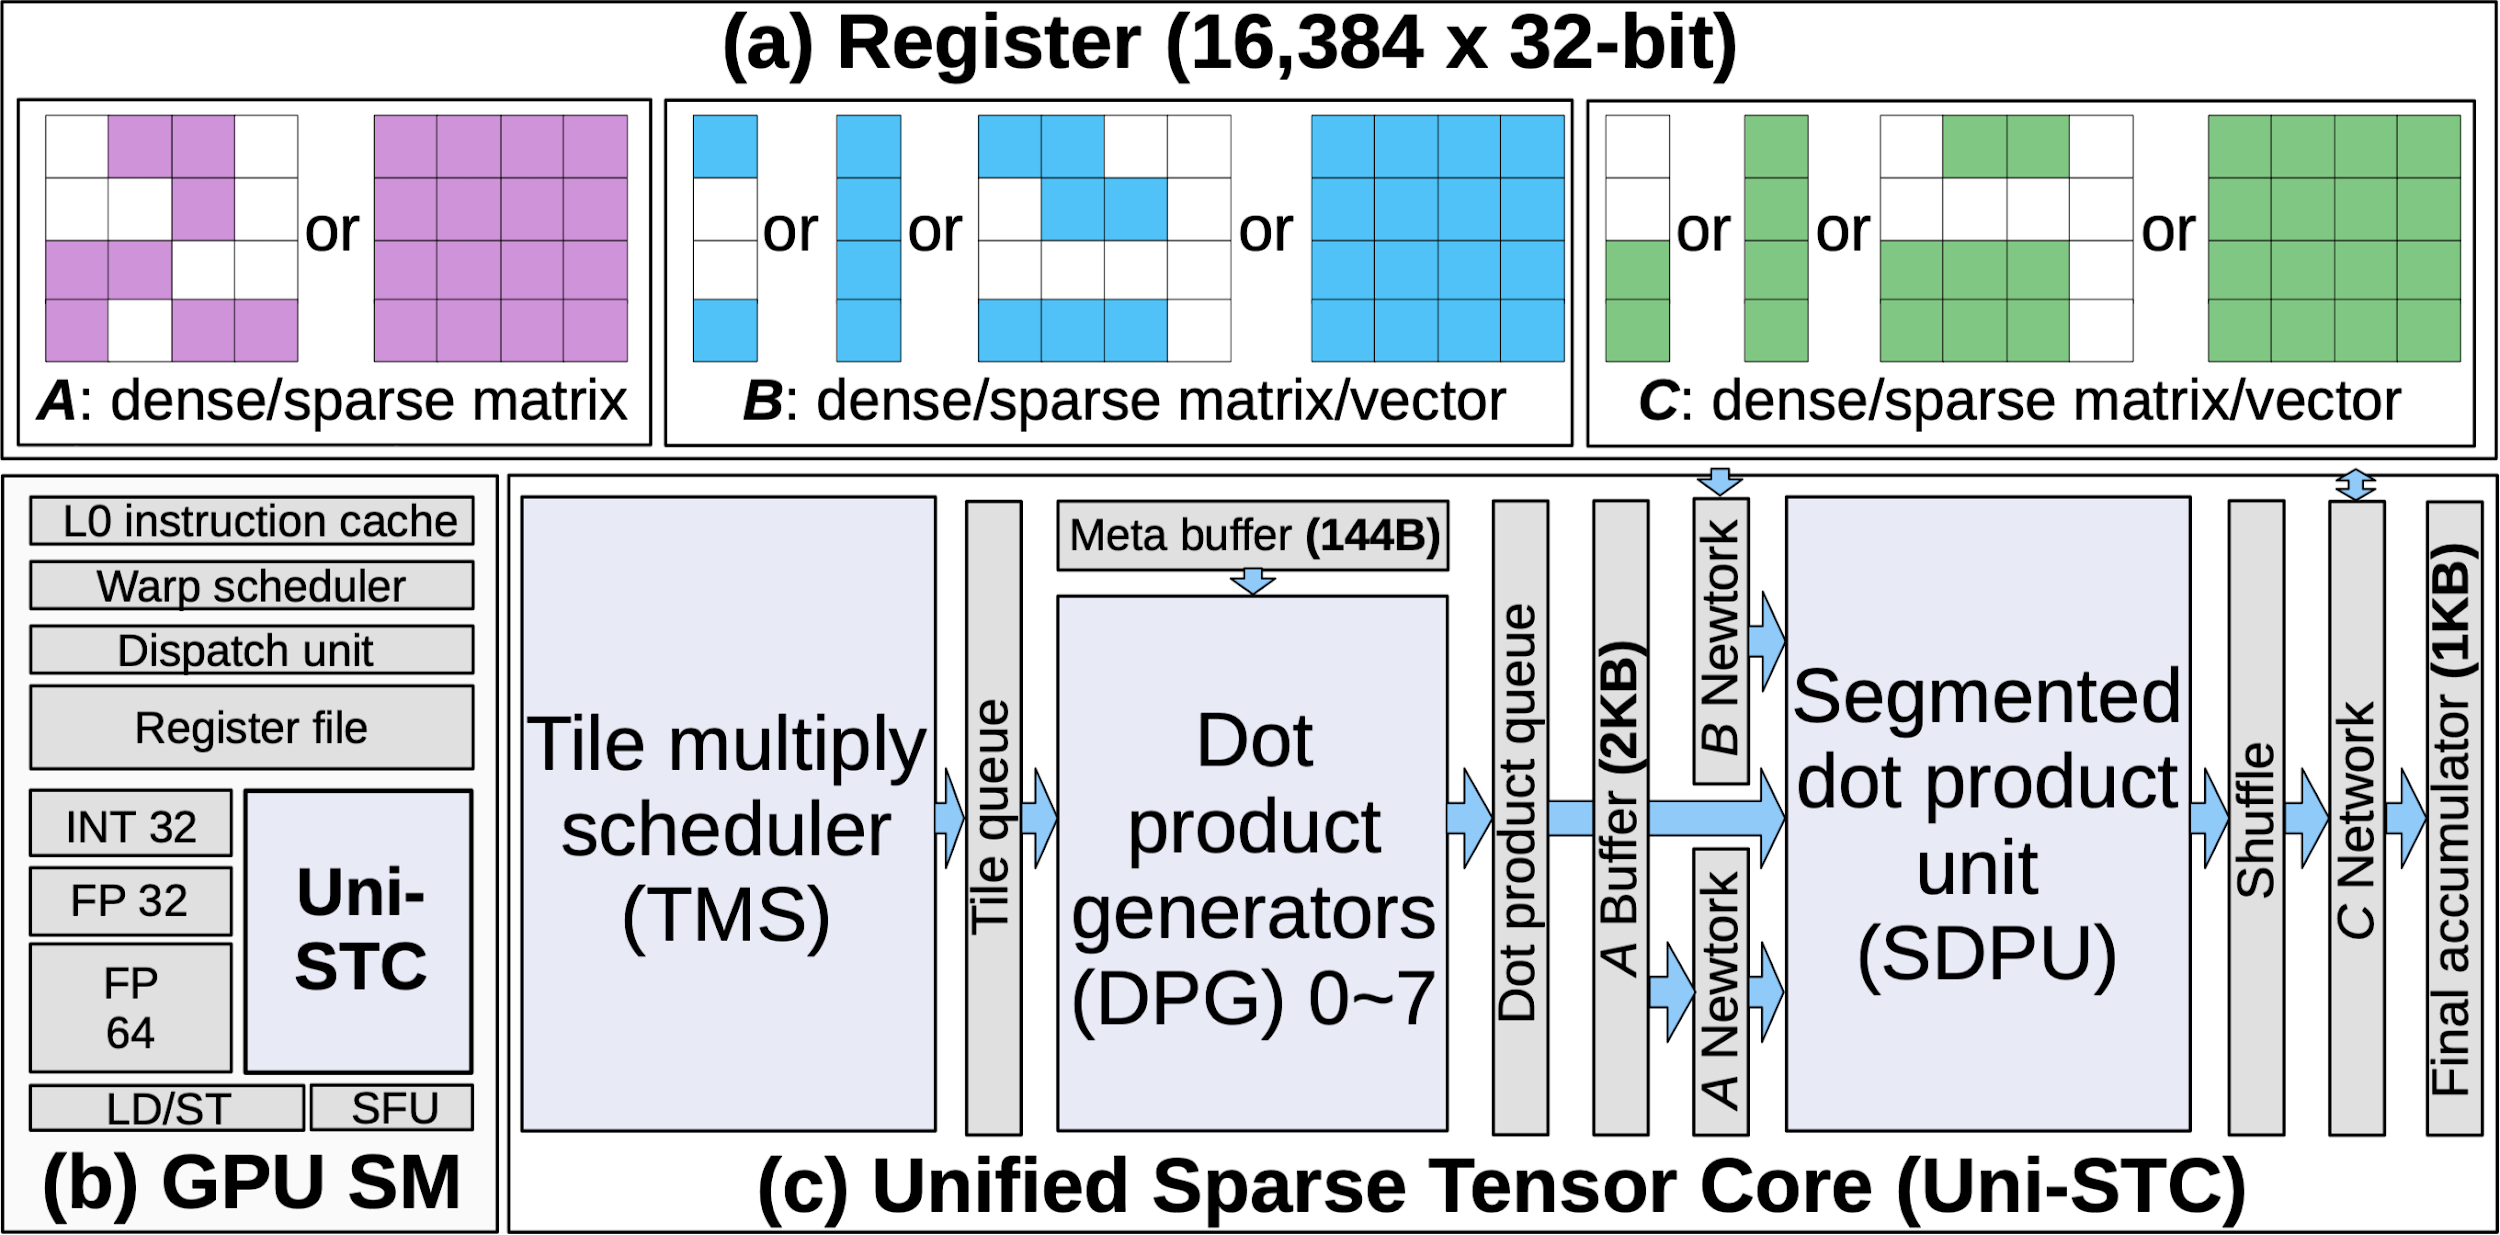 (a) Register (16,384 x 32-bit)
or
or
or
or
or
or
or
A: dense/sparse matrix
B: dense/sparse matrix/vector
C: dense/sparse matrix/vector
L0 instruction cache
Warp scheduler
Dispatch unit
Register file
INT 32
FP 32
FP
64
Uni-
STC
LD/ST
SFU
(b) GPU SM
Tile multiply
scheduler
(TMS)
Tile queue
Meta buffer (144B)
Dot
product
generators
(DPG) 0~7
Dot product queue
A Buffer (2KB)
B Newtork
A Newtork
Segmented
dot product
unit
(SDPU)
Shuffle
C Network
Final accumulator (1KB)
(c) Unified Sparse Tensor Core (Uni-STC)